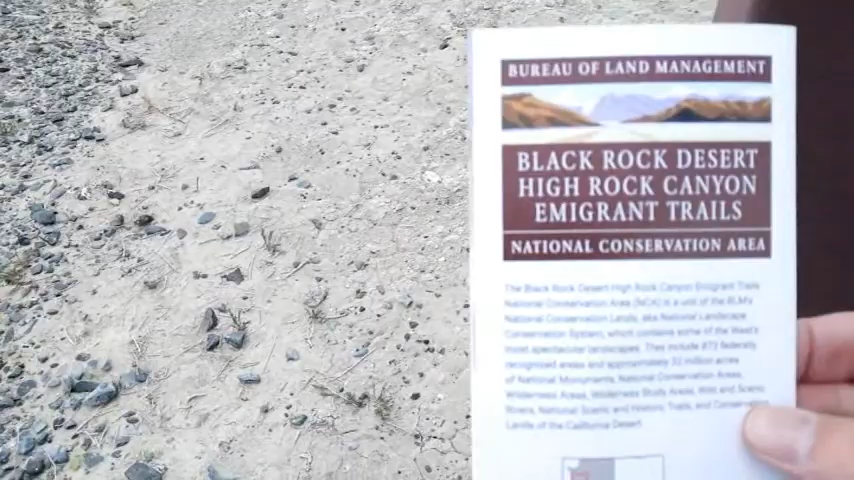 BUREAU OF LAND MANAGEMENT
BLACK ROCK DESERT
HIGH ROCK CANYON
EMIGRANT TRAILS
NATIONAL CONSERVATION AREA
The Black Rock Desert High Rock Canyon Emigrant Trails
National Conservation Area (NCA) is a unit of the BLM's
National Conservation Lands, aka National Landscape
Conservation System, which contains some of the West's
most spectacular landscapes. They include 873 federally
recognized areas and approximately 32 million acres
of National Monuments, National Conservation Areas,
Wilderness Areas, Wilderness Study Areas, Wild and Scenic
Rivers, National Scenic and Historic Trails, and Conservation
Lands of the California Desert.